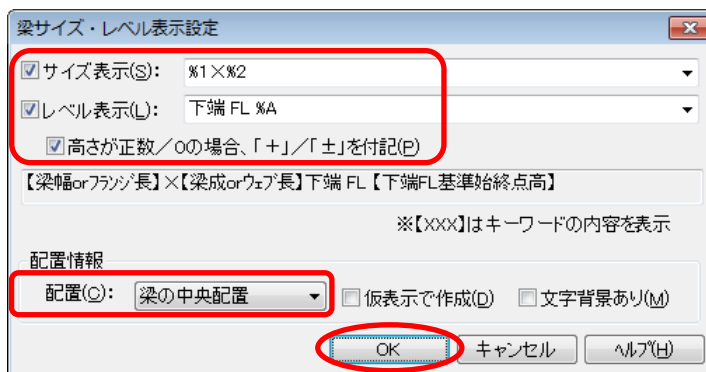 梁サイズ・レベル表示設定
サイズ表示(S): %1×%2
レベル表示(L): 下端 FL %A
高さが正数/0の場合、「+」/「±」を付記(P)
【梁幅orフランジ長】×【梁成orウェブ長】下端 FL 【下端FL基準始終点高】
※【XXX】はキーワードの内容を表示
配置情報
配置(C): 梁の中央配置 仮表示で作成(D) 文字背景あり(M)
OK キャンセル ヘルプ(H)